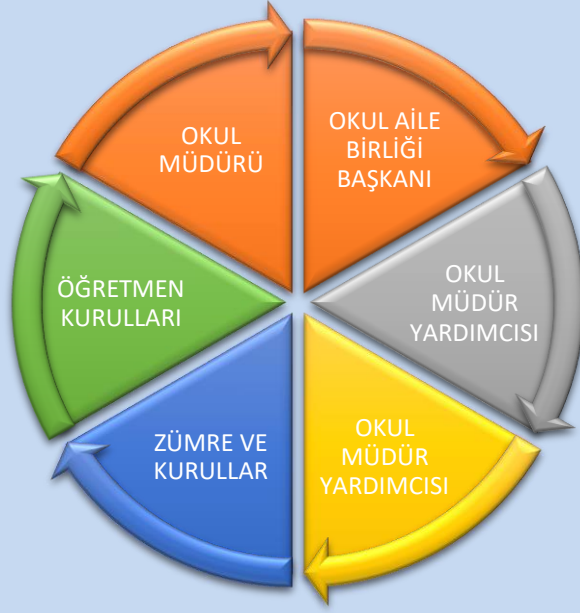 OKUL
MÜDÜRÜ
OKUL AİLE
BİRLİĞİ
BAŞKANI
OKUL
MÜDÜR
YARDIMCISI
OKUL
MÜDÜR
YARDIMCISI
ZÜMRE VE
KURULLAR
ÖĞRETMEN
KURULLARI